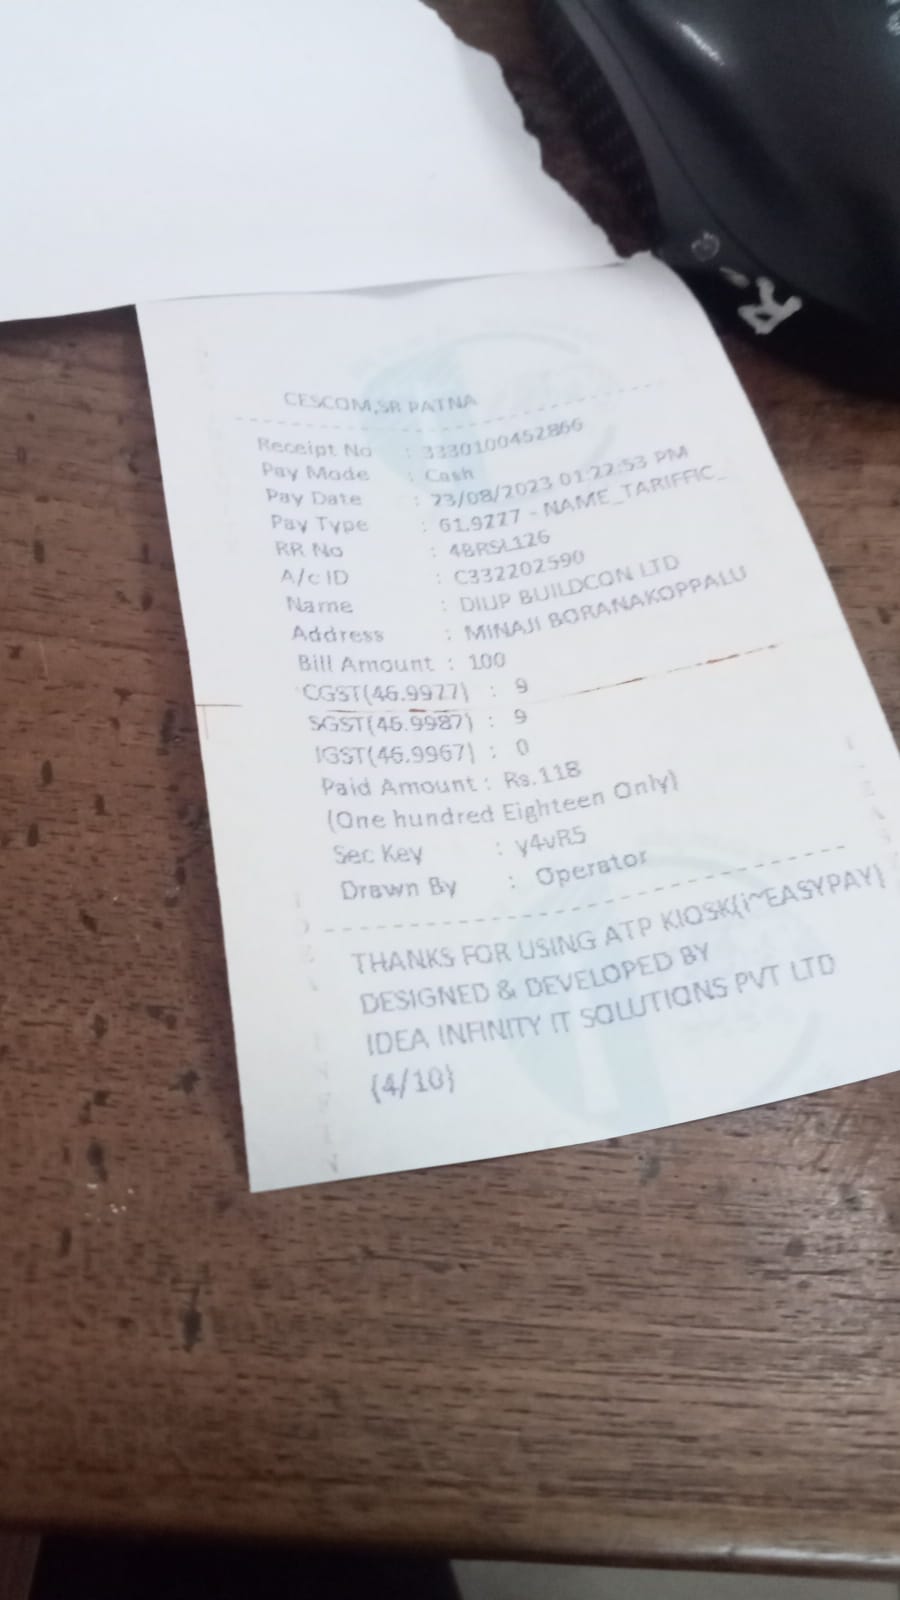 CESCOM,SR PATNA
Receipt No : 3330100452866
Pay Mode : Cash
Pay Date : 23/08/2023 01:22:53 PM
Pay Type : 61.9227 - NAME_TARIFFIC_
RR No : 4BRSL126
A/c ID : C332202590
Name : DILIP BUILDCON LTD
Address : MINAJI BORANAKOPPALU
Bill Amount : 100
CGST(46.9977) : 9
SGST(46.9987) : 9
IGST(46.9967) : 0
Paid Amount : Rs.118
(One hundred Eighteen Only)
Sec Key : y4vR5
Drawn By : Operator
THANKS FOR USING ATP KIOSK(i~EASYPAY)
DESIGNED & DEVELOPED BY
IDEA INFINITY IT SOLUTIONS PVT LTD
(4/10)